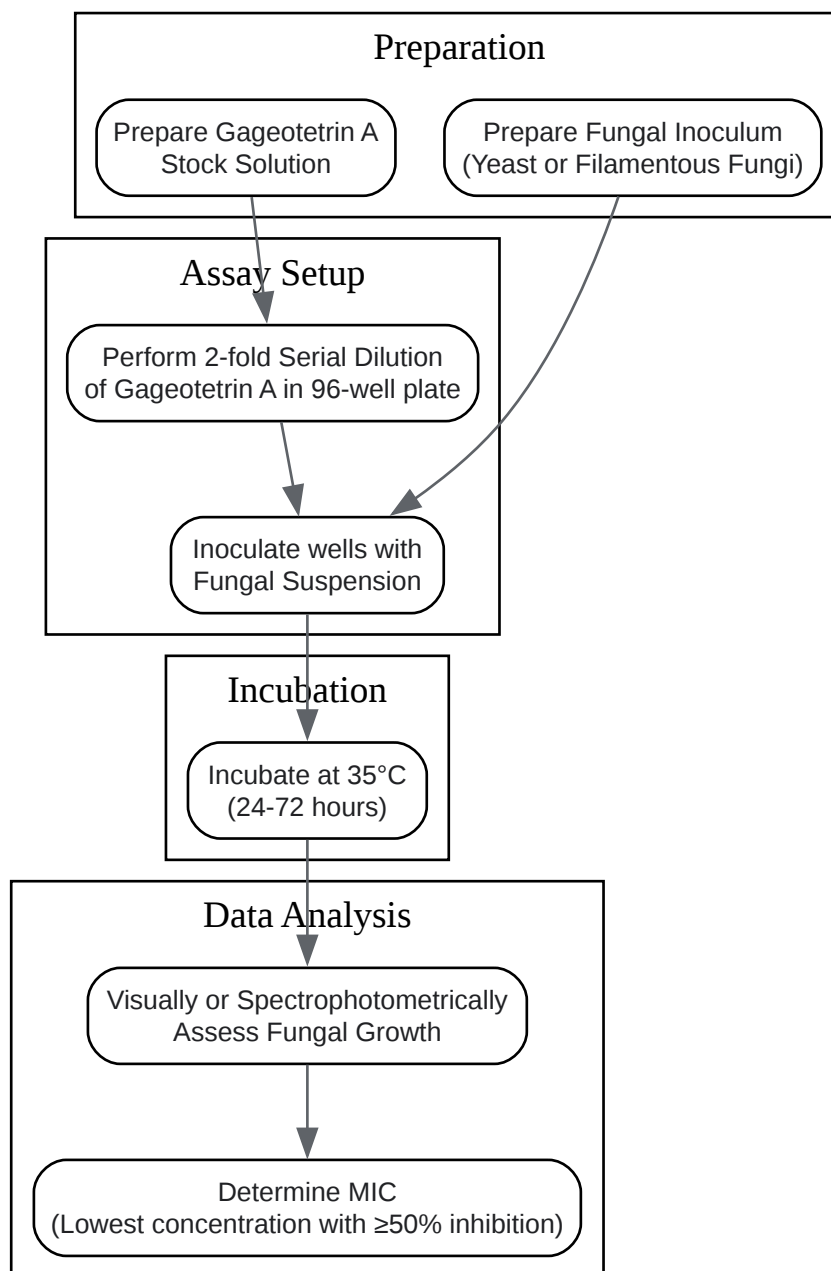 Preparation
Prepare Gageotetrin A
Stock Solution
Prepare Fungal Inoculum
(Yeast or Filamentous Fungi)
Assay Setup
Perform 2-fold Serial Dilution
of Gageotetrin A in 96-well plate
Inoculate wells with
Fungal Suspension
Incubation
Incubate at 35°C
(24-72 hours)
Data Analysis
Visually or Spectrophotometrically
Assess Fungal Growth
Determine MIC
(Lowest concentration with ≥50% inhibition)